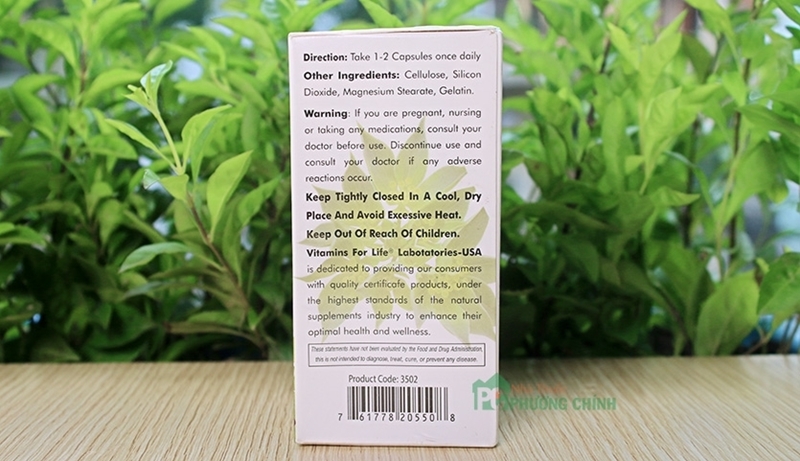 Direction: Take 1-2 Capsules once daily
Other Ingredients: Cellulose, Silicon
Dioxide, Magnesium Stearate, Gelatin.
Warning: If you are pregnant, nursing
or taking any medications, consult your
doctor before use. Discontinue use and
consult your doctor if any adverse
reactions occur.
Keep Tightly Closed In A Cool, Dry
Place And Avoid Excessive Heat.
Keep Out Of Reach Of Children.
Vitamins For Life® Labotatories-USA
is dedicated to providing our consumers
with quality certificate products, under
the highest standards of the natural
supplements industry to enhance their
optimal health and wellness.
These statements have not been evaluated by the Food and Drug Administration,
this is not intended to diagnose, treat, cure, or prevent any disease.
Product Code: 3502
7 61778 20550 8
PHƯƠNG CHÍNH